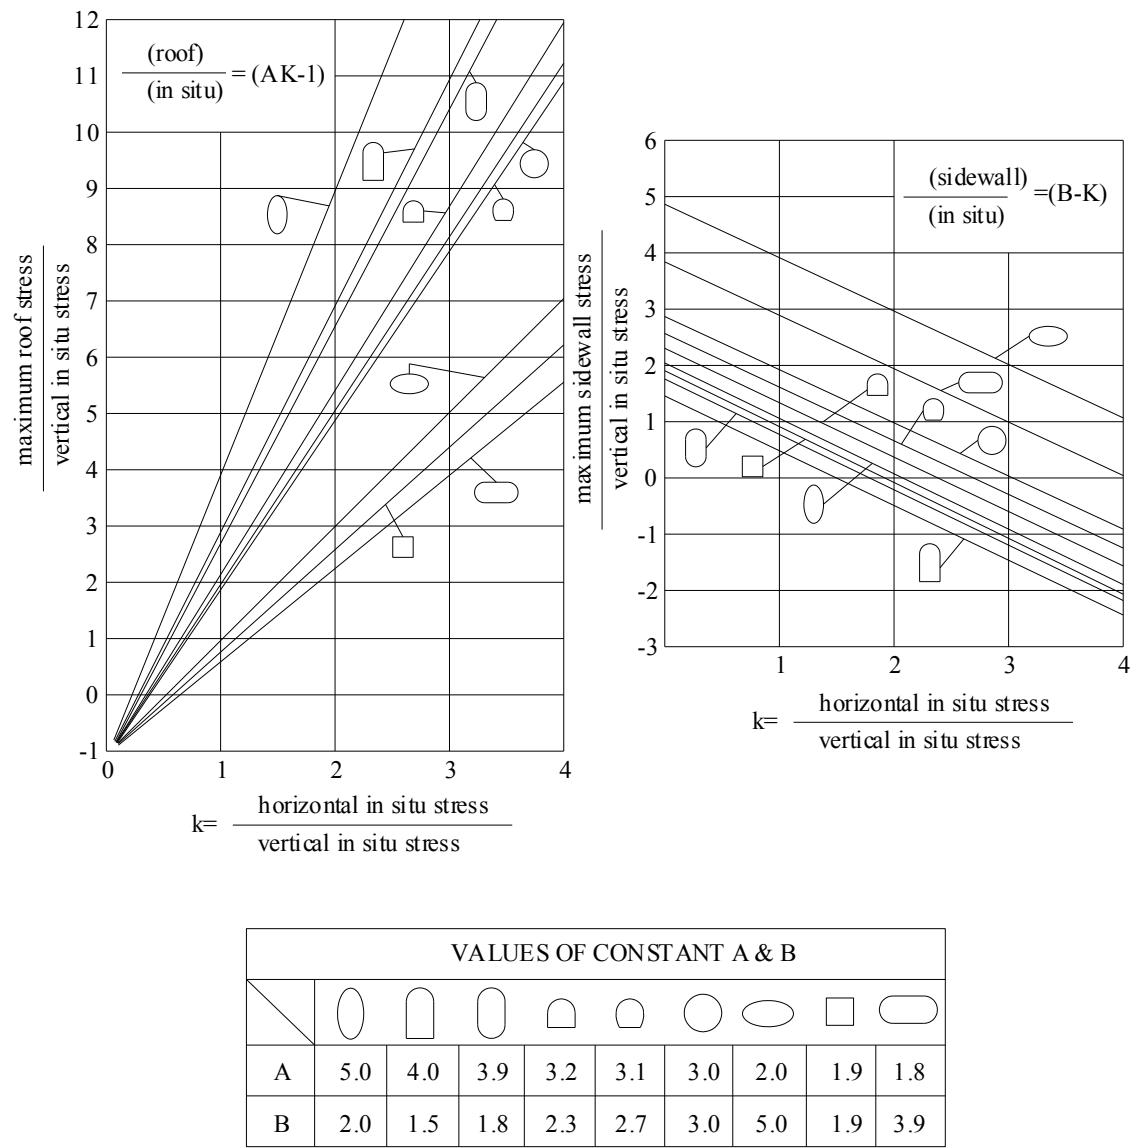 12
11
10
9
8
7
6
5
4
3
2
1
0
-1
(roof)
(in situ)
= (AK-1)
maximum roof stress
vertical in situ stress
0 1 2 3 4
k=
horizontal in situ stress
vertical in situ stress
6
5
4
3
2
1
0
-1
-2
-3
(sidewall)
(in situ)
=(B-K)
maximum sidewall stress
vertical in situ stress
1 2 3 4
k=
horizontal in situ stress
vertical in situ stress
VALUES OF CONSTANT A & B
A 5.0 4.0 3.9 3.2 3.1 3.0 2.0 1.9 1.8
B 2.0 1.5 1.8 2.3 2.7 3.0 5.0 1.9 3.9